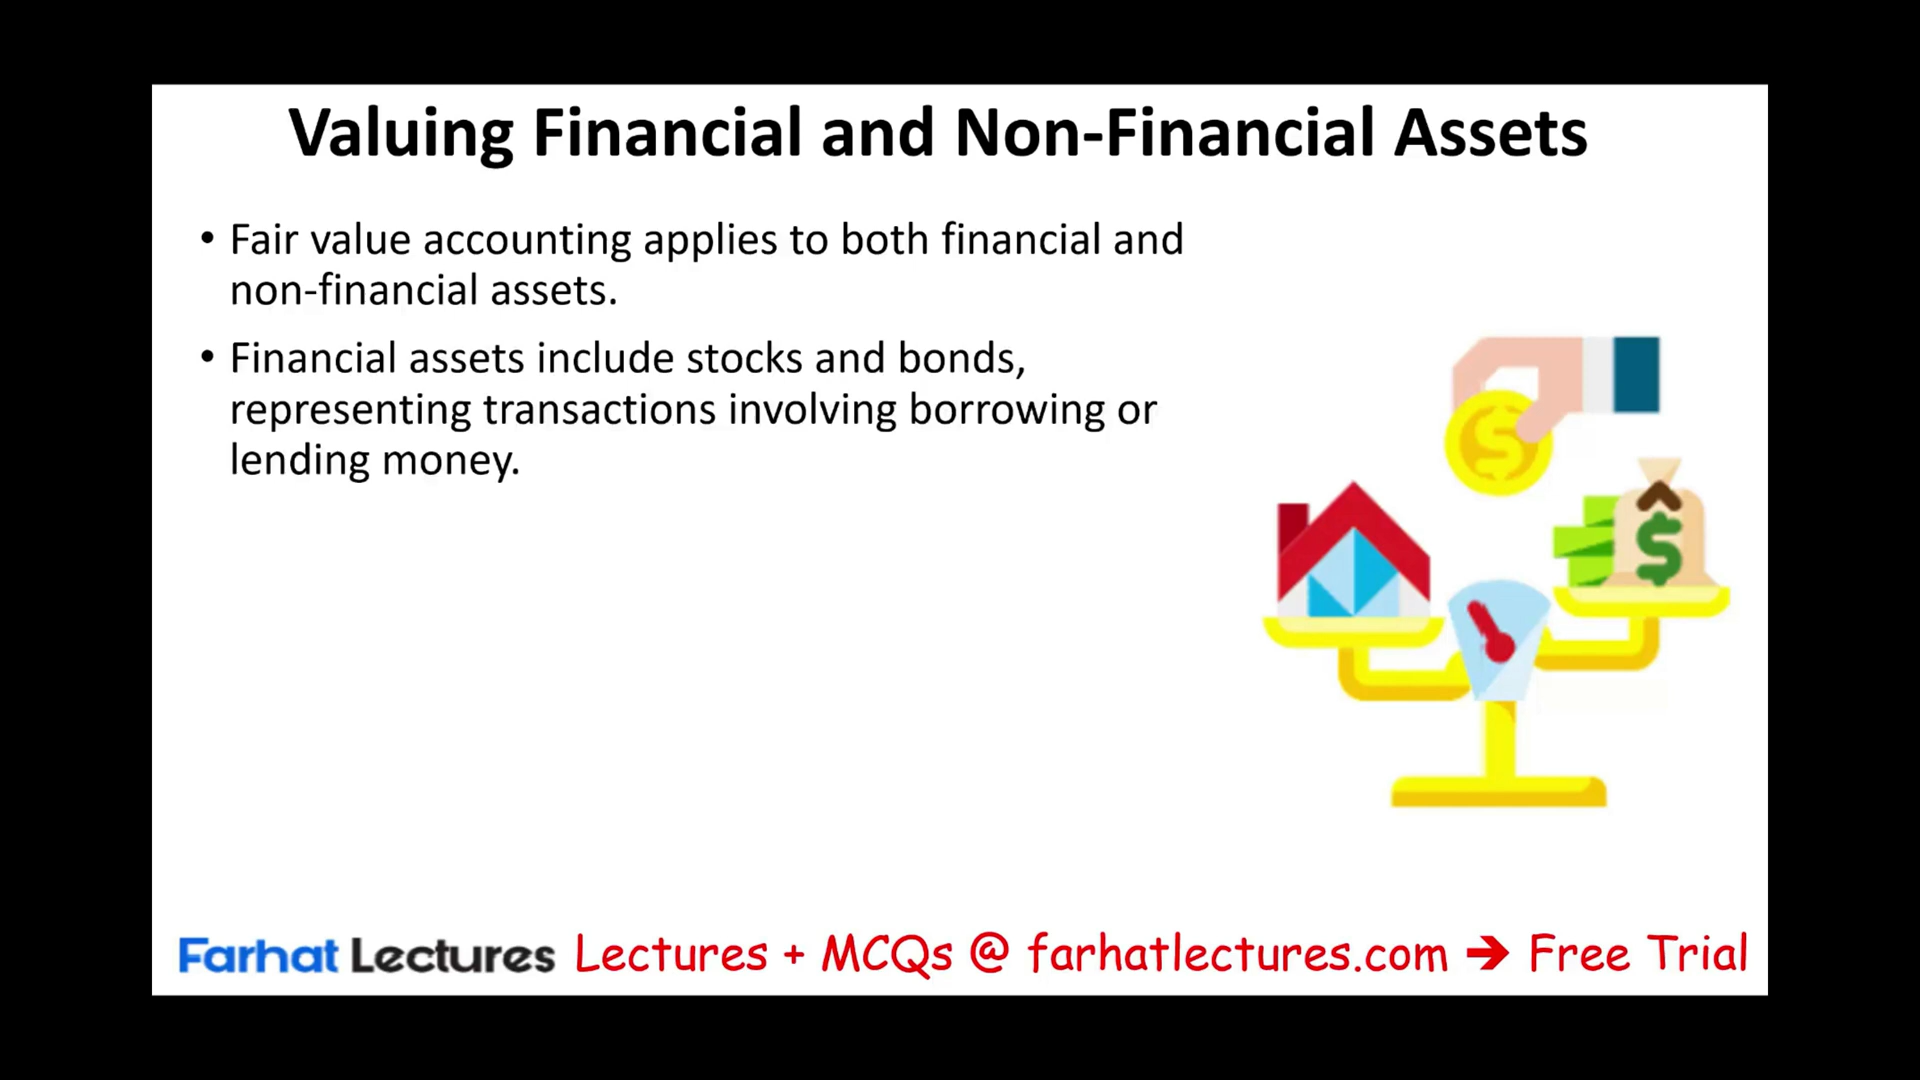 Valuing Financial and Non-Financial Assets
• Fair value accounting applies to both financial and
non-financial assets.
• Financial assets include stocks and bonds,
representing transactions involving borrowing or
lending money.
$
$
Farhat Lectures Lectures + MCQs @ farhatlectures.com ➔ Free Trial